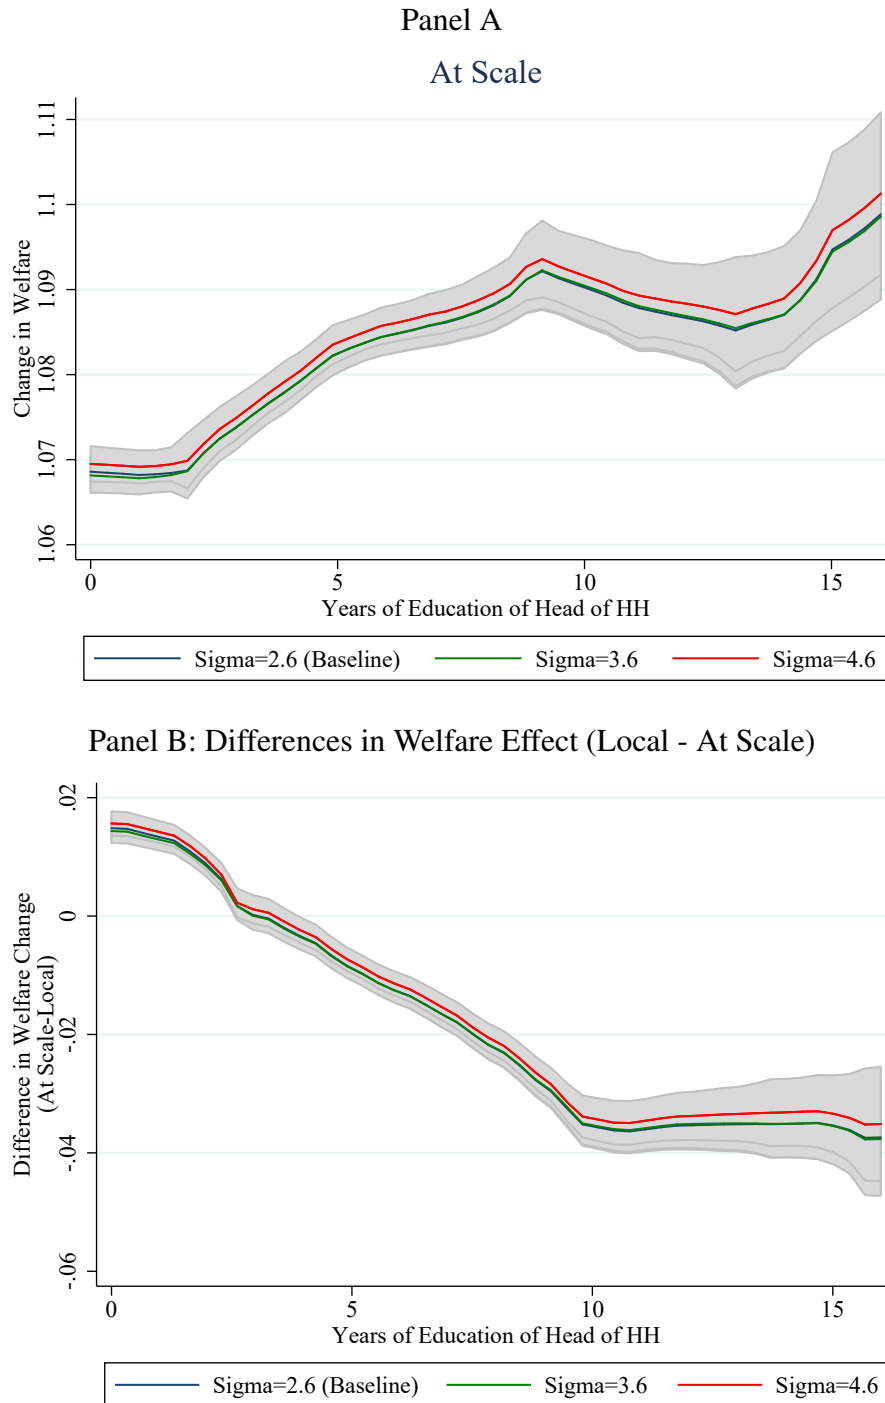 Panel A
At Scale
Change in Welfare
1.11
1.1
1.09
1.08
1.07
1.06
0 5 10 15
Years of Education of Head of HH
Sigma=2.6 (Baseline) Sigma=3.6 Sigma=4.6
Panel B: Differences in Welfare Effect (Local - At Scale)
Difference in Welfare Change
(At Scale-Local)
.02
0
-.02
-.04
-.06
0 5 10 15
Years of Education of Head of HH
Sigma=2.6 (Baseline) Sigma=3.6 Sigma=4.6